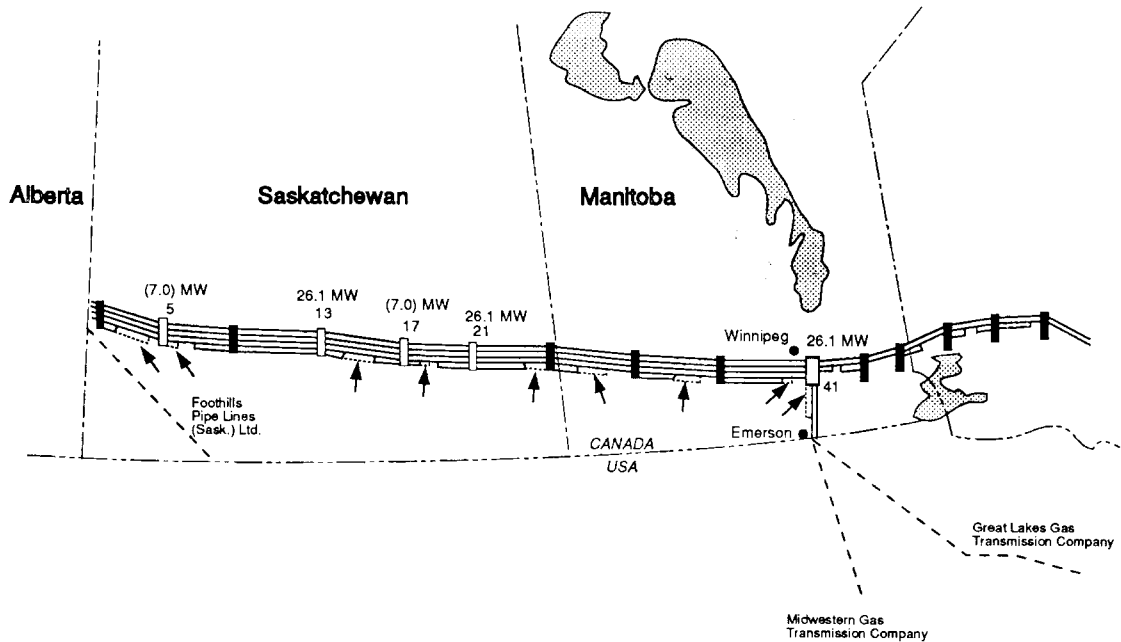 Alberta
Saskatchewan
Manitoba
(7.0) MW
5
26.1 MW
13
(7.0) MW
17
26.1 MW
21
Winnipeg
26.1 MW
41
Foothills
Pipe Lines
(Sask.) Ltd.
Emerson
CANADA
USA
Great Lakes Gas
Transmission Company
Midwestern Gas
Transmission Company